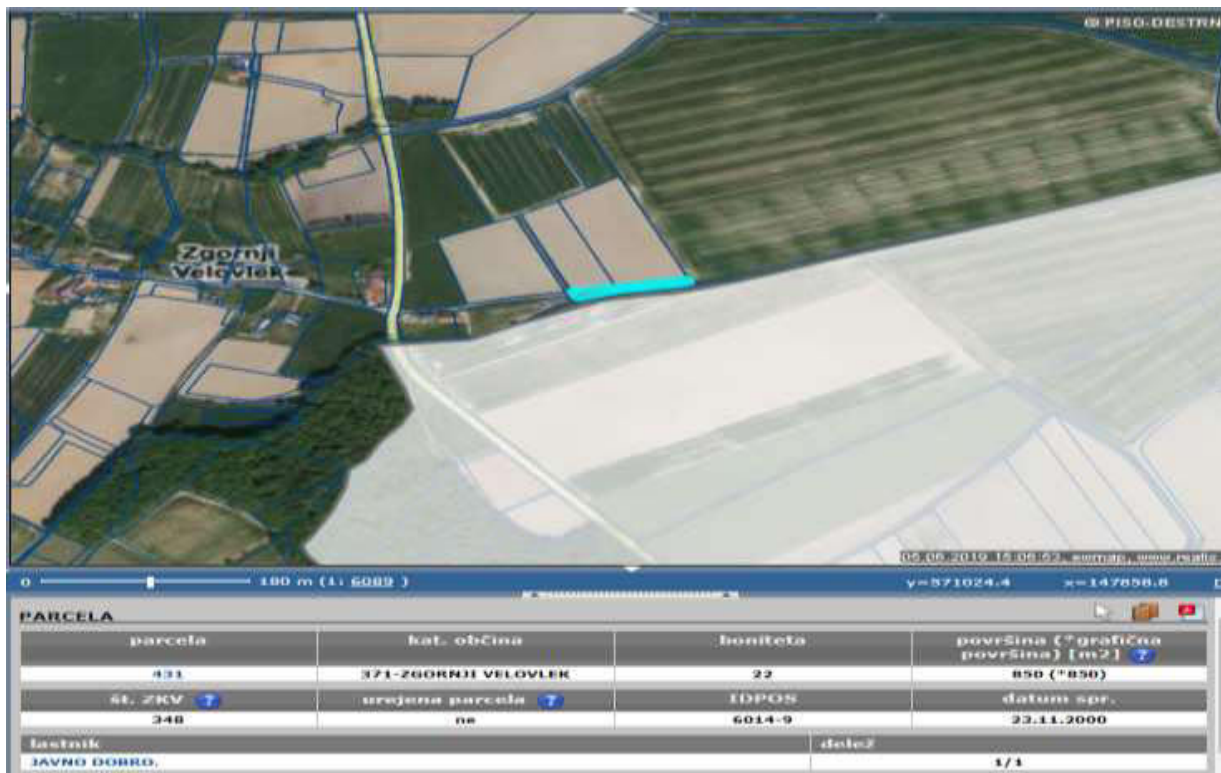 © PISO-DESTRN
Zgornji
Velovlek
05.06.2019 15:06:53,
0 180 m (1: 6089 ) y=571024.4 x=147858.8
PARCELA
parcela kat. občina boniteta površina (*grafična
površina) [m2] ?
431 371-ZGORNJI VELOVLEK 22 850 (*850)
št. ZKV ? urejena parcela ? IDPOS datum spr.
348 ne 6014-9 23.11.2000
lastnik delež
JAVNO DOBRO. 1/1